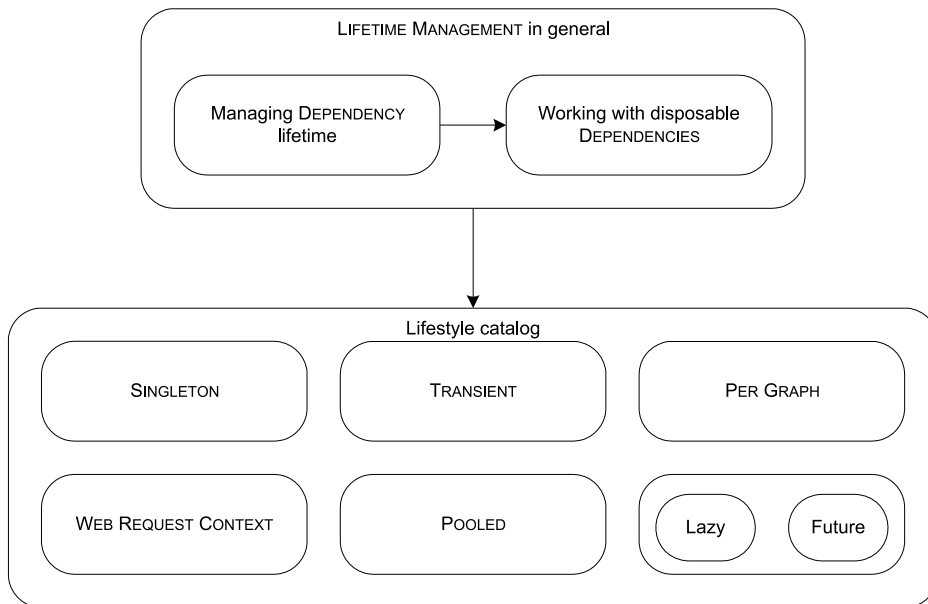 LIFETIME MANAGEMENT in general
Managing DEPENDENCY
lifetime
Working with disposable
DEPENDENCIES
Lifestyle catalog
SINGLETON
TRANSIENT
PER GRAPH
WEB REQUEST CONTEXT
POOLED
Lazy
Future